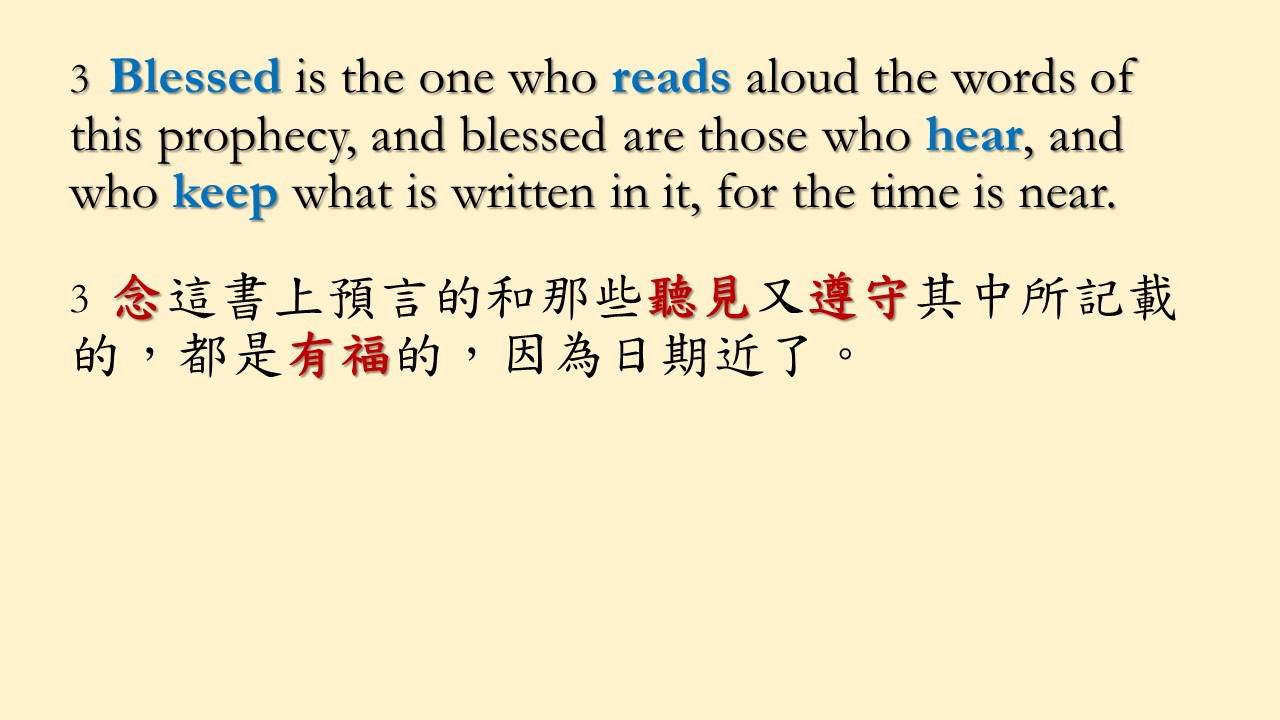 3 Blessed is the one who reads aloud the words of
this prophecy, and blessed are those who hear, and
who keep what is written in it, for the time is near.
3 念這書上預言的和那些聽見又遵守其中所記載
的，都是有福的，因為日期近了。